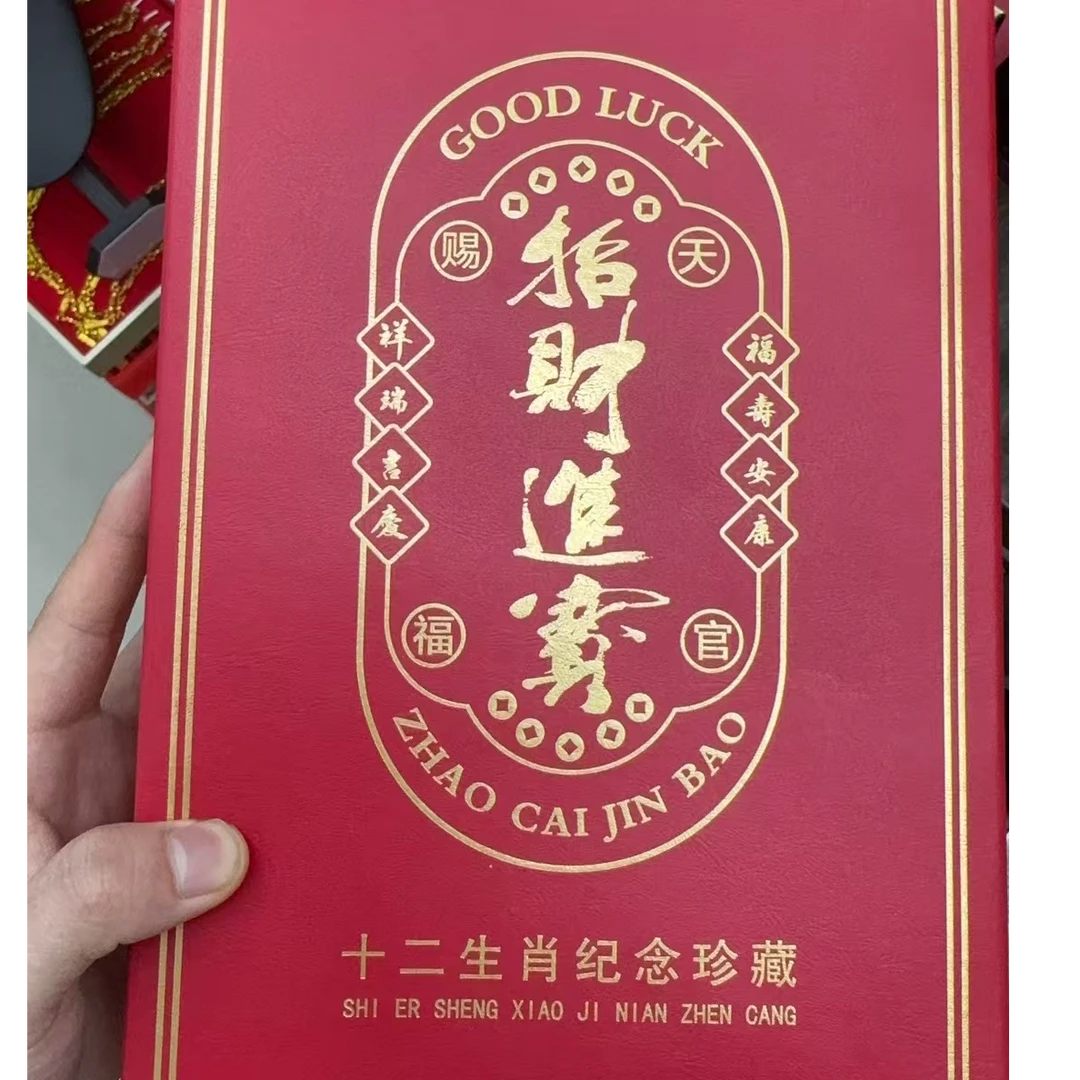 GOOD LUCK
招財進寶
赐
天
祥瑞吉慶
福壽安康
福
官
ZHAO CAI JIN BAO
十二生肖纪念珍藏
SHI ER SHENG XIAO JI NIAN ZHEN CANG